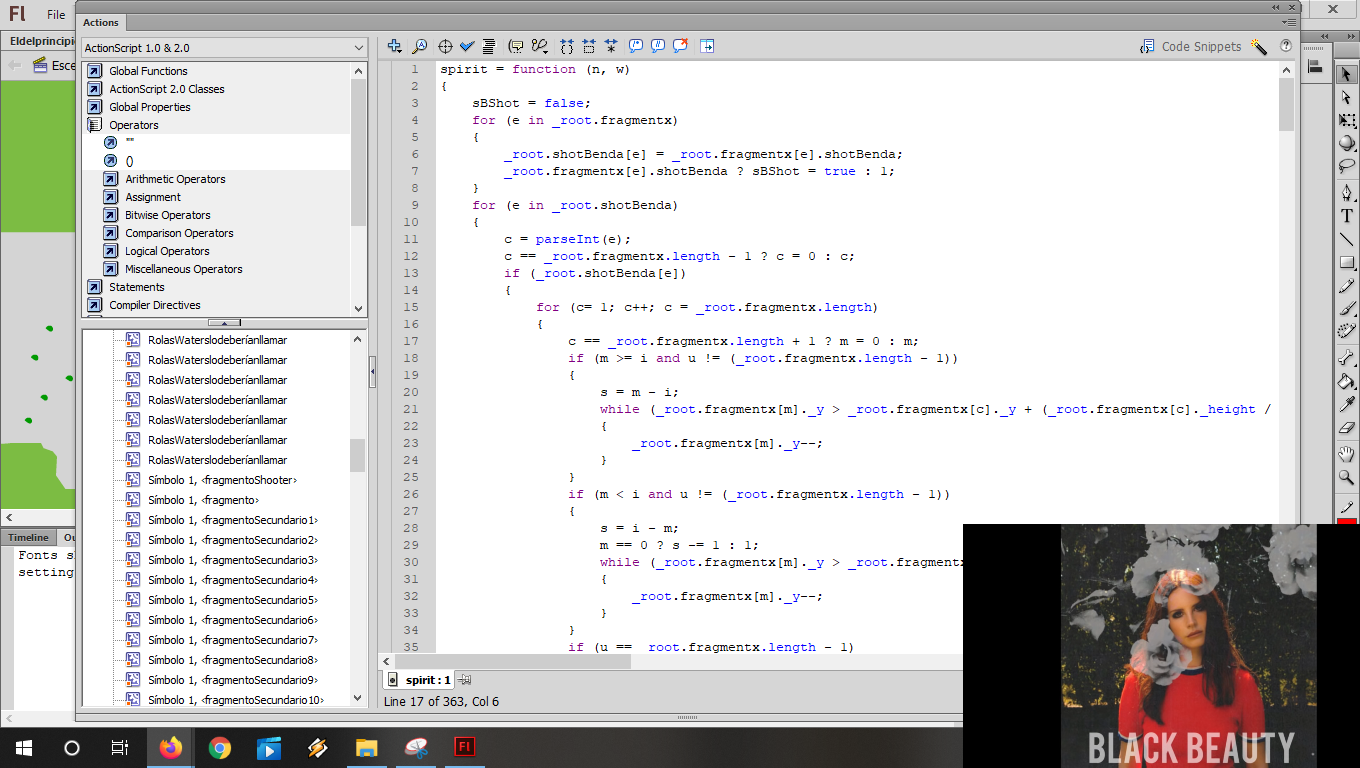 Fl File
Actions
Eldelprincipi
ActionScript 1.0 & 2.0
Code Snippets
Esce
Global Functions
ActionScript 2.0 Classes
Global Properties
Operators
""
()
Arithmetic Operators
Assignment
Bitwise Operators
Comparison Operators
Logical Operators
Miscellaneous Operators
Statements
Compiler Directives
RolasWaterslodeberíanllamar
RolasWaterslodeberíanllamar
RolasWaterslodeberíanllamar
RolasWaterslodeberíanllamar
RolasWaterslodeberíanllamar
RolasWaterslodeberíanllamar
RolasWaterslodeberíanllamar
Símbolo 1, <fragmentoShooter>
Símbolo 1, <fragmento>
Símbolo 1, <fragmentoSecundario1>
Símbolo 1, <fragmentoSecundario2>
Símbolo 1, <fragmentoSecundario3>
Símbolo 1, <fragmentoSecundario4>
Símbolo 1, <fragmentoSecundario5>
Símbolo 1, <fragmentoSecundario6>
Símbolo 1, <fragmentoSecundario7>
Símbolo 1, <fragmentoSecundario8>
Símbolo 1, <fragmentoSecundario9>
Símbolo 1, <fragmentoSecundario10>
Timeline Ou
Fonts s
setting
1 spirit = function (n, w)
2 {
3 sBShot = false;
4 for (e in _root.fragmentx)
5 {
6 _root.shotBenda[e] = _root.fragmentx[e].shotBenda;
7 _root.fragmentx[e].shotBenda ? sBShot = true : 1;
8 }
9 for (e in _root.shotBenda)
10 {
11 c = parseInt(e);
12 c == _root.fragmentx.length - 1 ? c = 0 : c;
13 if (_root.shotBenda[e])
14 {
15 for (c= 1; c++; c = _root.fragmentx.length)
16 {
17 c == _root.fragmentx.length + 1 ? m = 0 : m;
18 if (m >= i and u != (_root.fragmentx.length - 1))
19 {
20 s = m - i;
21 while (_root.fragmentx[m]._y > _root.fragmentx[c]._y + (_root.fragmentx[c]._height /
22 {
23 _root.fragmentx[m]._y--;
24 }
25 }
26 if (m < i and u != (_root.fragmentx.length - 1))
27 {
28 s = i - m;
29 m == 0 ? s -= 1 : 1;
30 while (_root.fragmentx[m]._y > _root.fragmentx
31 {
32 _root.fragmentx[m]._y--;
33 }
34 }
35 if (u == _root.fragmentx.length - 1)
spirit : 1
Line 17 of 363, Col 6
BLACK BEAUTY
Fl